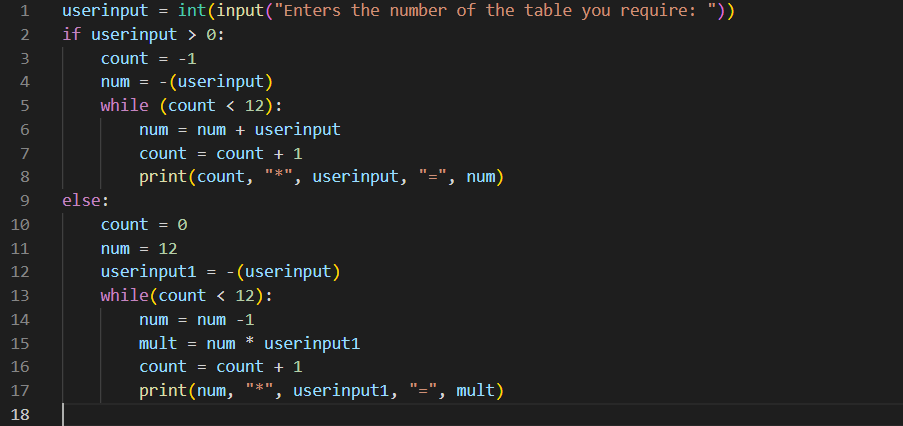 1 userinput = int(input("Enters the number of the table you require: "))
2 if userinput > 0:
3     count = -1
4     num = -(userinput)
5     while (count < 12):
6         num = num + userinput
7         count = count + 1
8         print(count, "*", userinput, "=", num)
9 else:
10     count = 0
11     num = 12
12     userinput1 = -(userinput)
13     while(count < 12):
14         num = num -1
15         mult = num * userinput1
16         count = count + 1
17         print(num, "*", userinput1, "=", mult)
18